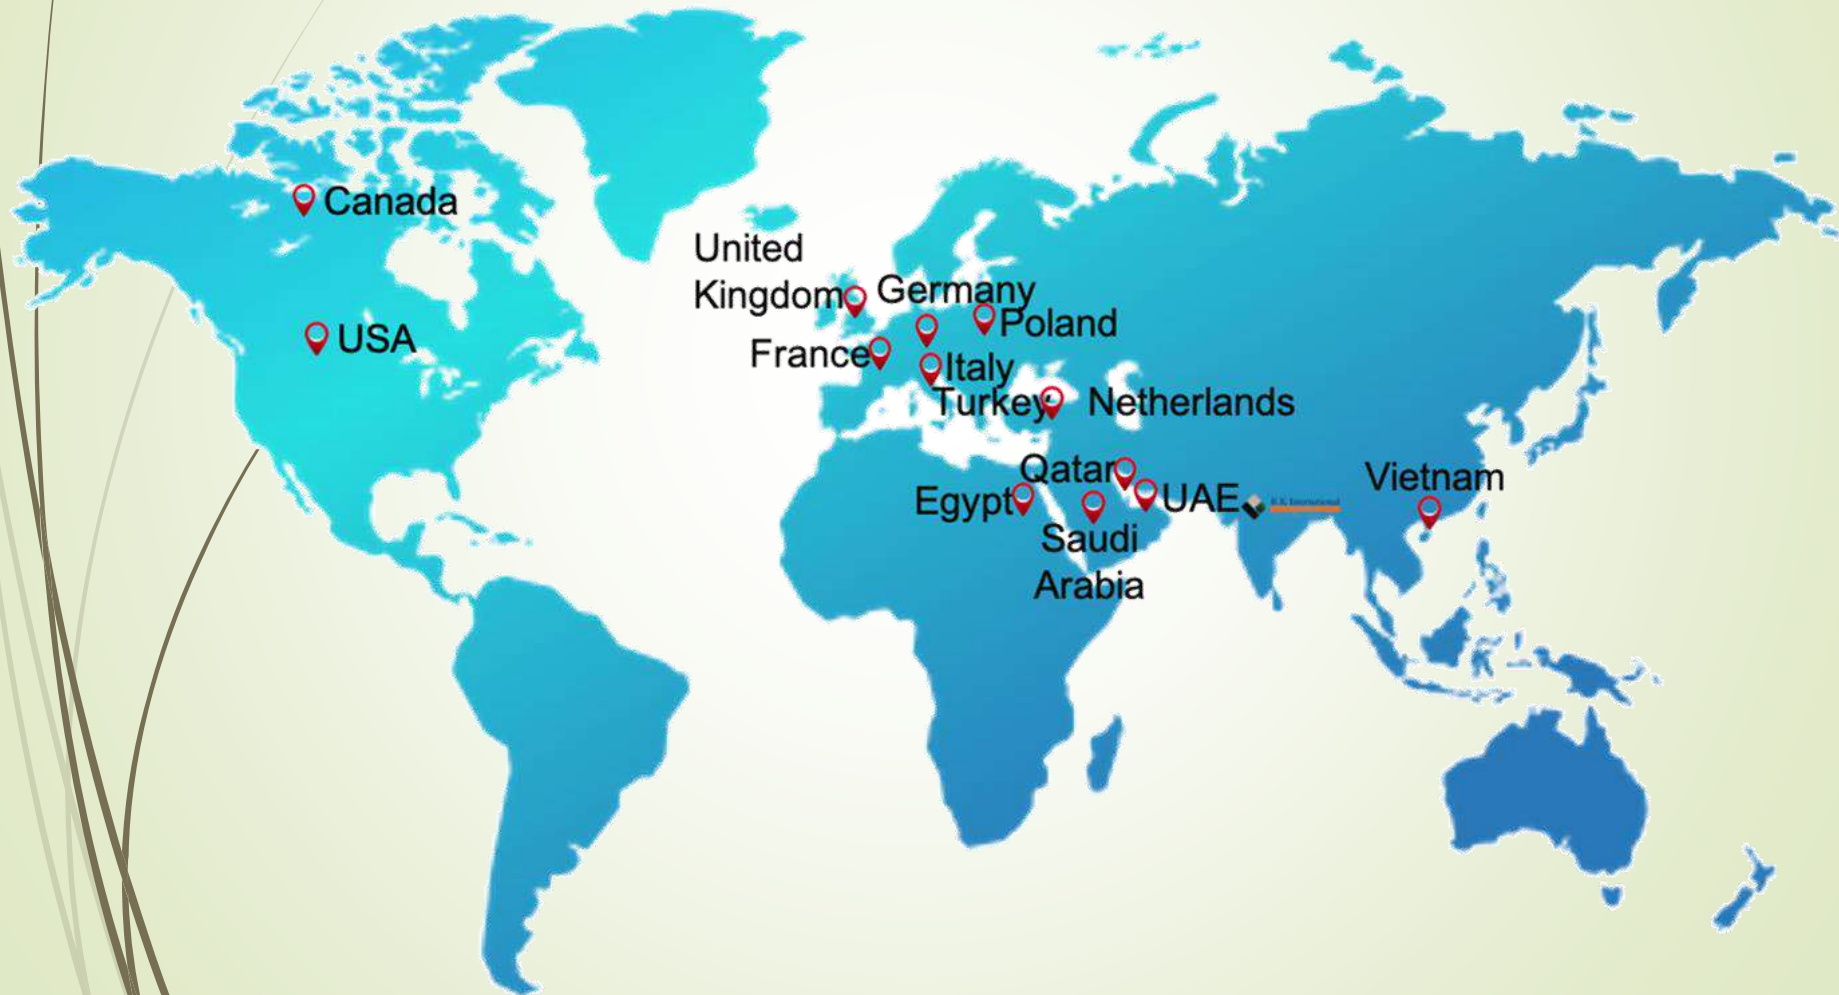 Canada
United
Kingdom
Germany
USA
Poland
France
Italy
Turkey
Netherlands
Qatar
Vietnam
Egypt
UAE
Saudi
Arabia